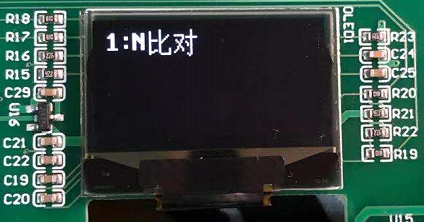 R18
R17
R16
R15
C29
U16
C21
C22
C19
C20
OLED1
1:N比对
R23
C24
C25
R20
R21
R22
R19
U15